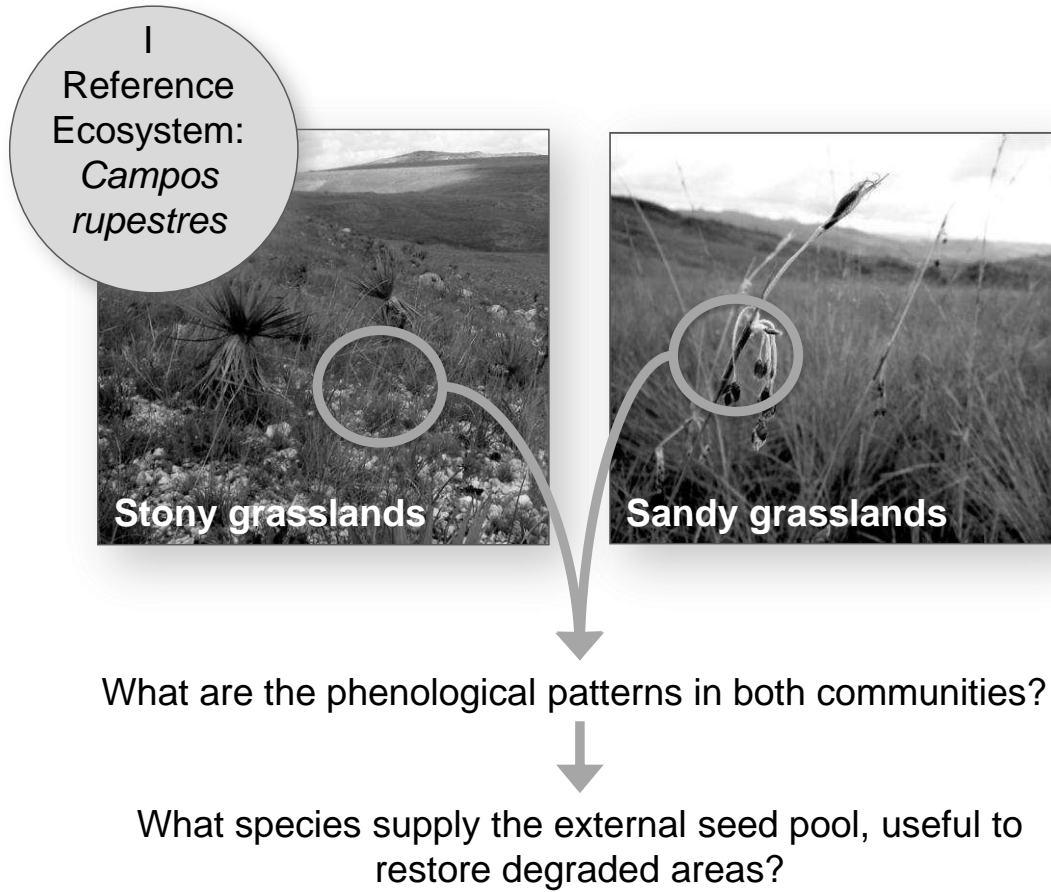 I
Reference
Ecosystem:
Campos
rupestres
Stony grasslands
Sandy grasslands
What are the phenological patterns in both communities?
What species supply the external seed pool, useful to
restore degraded areas?